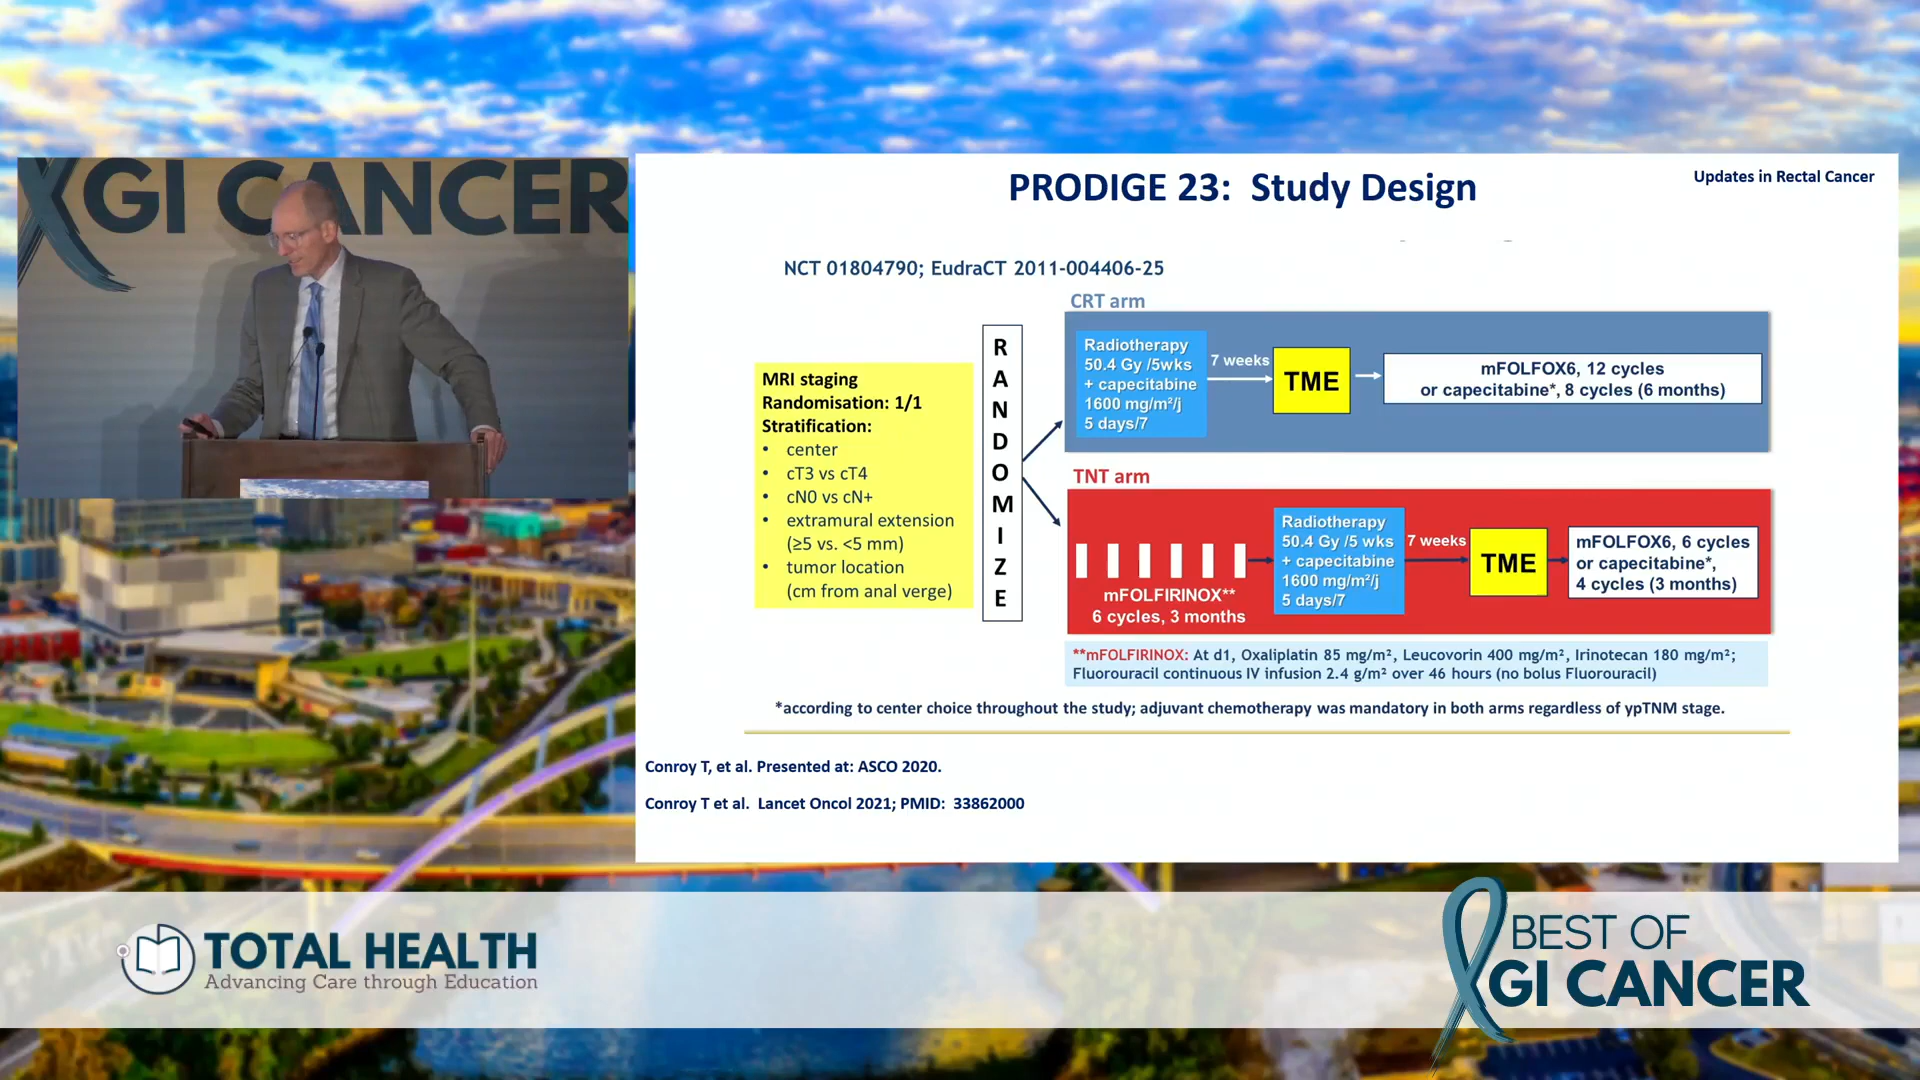 GI CANCER
PRODIGE 23: Study Design
Updates in Rectal Cancer
NCT 01804790; EudraCT 2011-004406-25
MRI staging
Randomisation: 1/1
Stratification:
• center
• cT3 vs cT4
• cN0 vs cN+
• extramural extension
(≥5 vs. <5 mm)
• tumor location
(cm from anal verge)
R
A
N
D
O
M
I
Z
E
CRT arm
Radiotherapy
50.4 Gy /5wks
+ capecitabine
1600 mg/m²/j
5 days/7
7 weeks
TME
mFOLFOX6, 12 cycles
or capecitabine*, 8 cycles (6 months)
TNT arm
mFOLFIRINOX**
6 cycles, 3 months
Radiotherapy
50.4 Gy /5 wks
+ capecitabine
1600 mg/m²/j
5 days/7
7 weeks
TME
mFOLFOX6, 6 cycles
or capecitabine*,
4 cycles (3 months)
**mFOLFIRINOX: At d1, Oxaliplatin 85 mg/m², Leucovorin 400 mg/m², Irinotecan 180 mg/m²;
Fluorouracil continuous IV infusion 2.4 g/m² over 46 hours (no bolus Fluorouracil)
*according to center choice throughout the study; adjuvant chemotherapy was mandatory in both arms regardless of ypTNM stage.
Conroy T, et al. Presented at: ASCO 2020.
Conroy T et al. Lancet Oncol 2021; PMID: 33862000
TOTAL HEALTH
Advancing Care through Education
BEST OF
GI CANCER